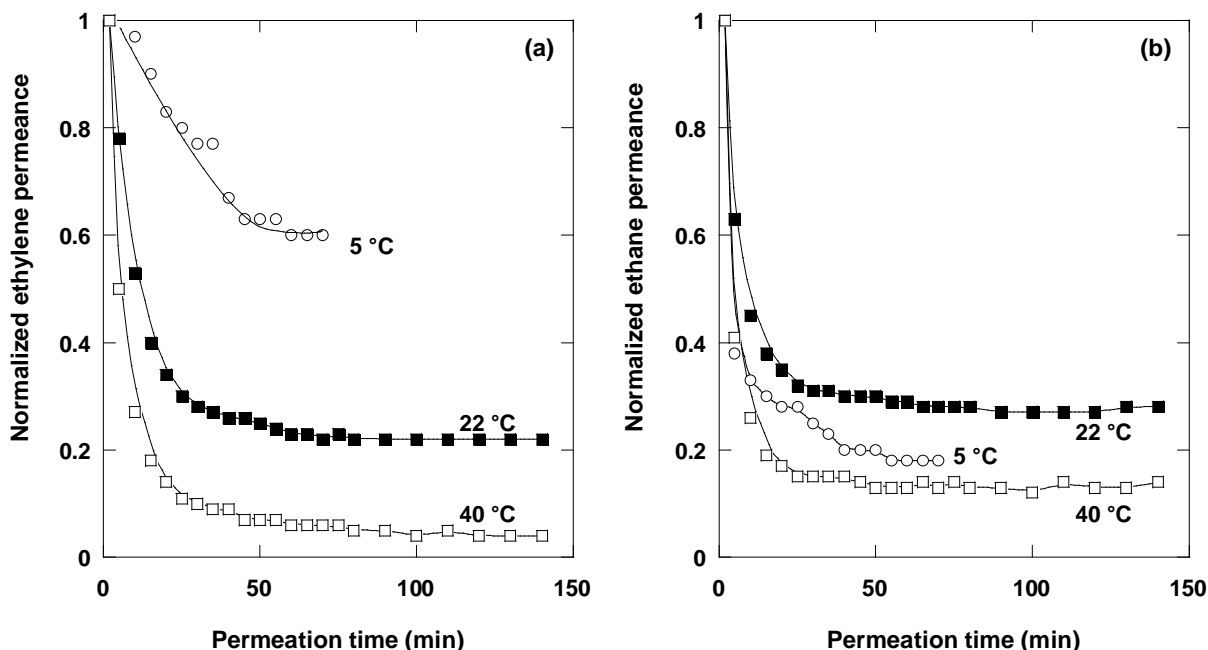 Normalized ethylene permeance
1
0.8
0.6
0.4
0.2
0
(a)
5 °C
22 °C
40 °C
0
50
100
150
Permeation time (min)
Normalized ethane permeance
1
0.8
0.6
0.4
0.2
0
(b)
22 °C
5 °C
40 °C
0
50
100
150
Permeation time (min)